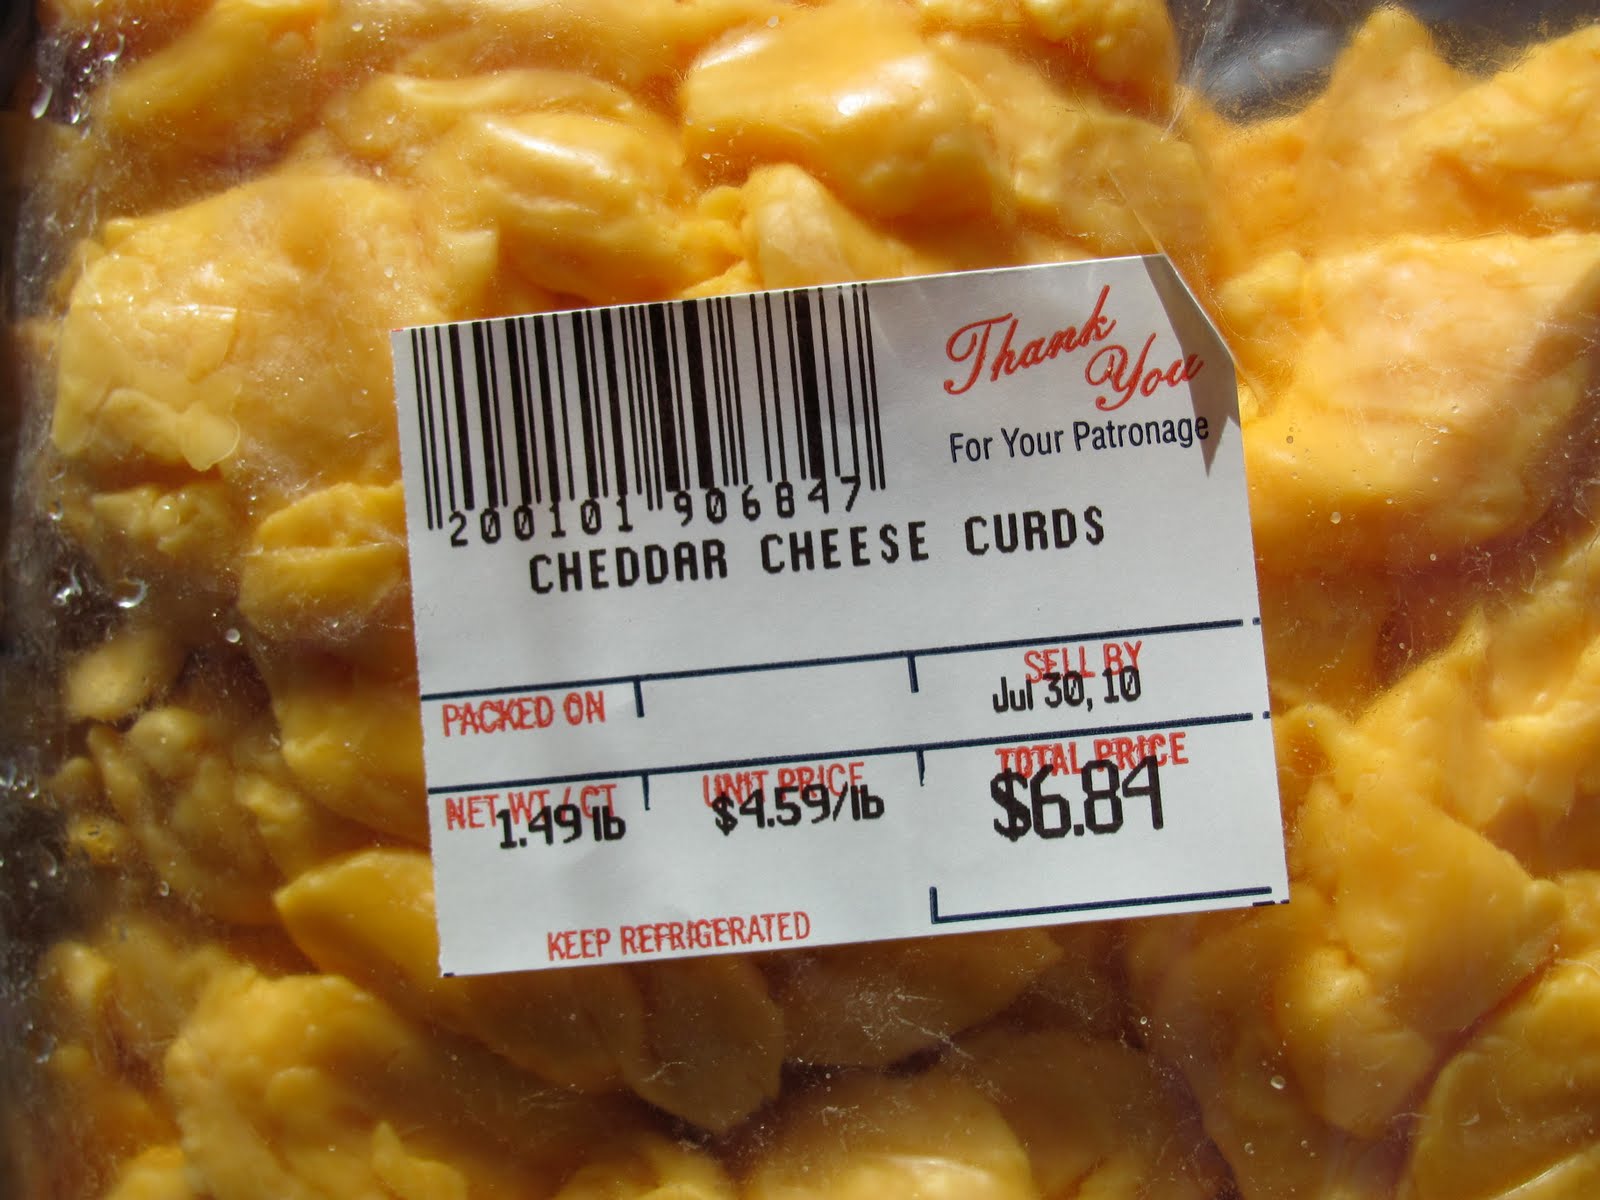 Thank
You
For Your Patronage
200101 906847
CHEDDAR CHEESE CURDS
PACKED ON
SELL BY
Jul 30, 10
NET WT / CT
1.49 lb
UNIT PRICE
$4.59/lb
TOTAL PRICE
$6.84
KEEP REFRIGERATED